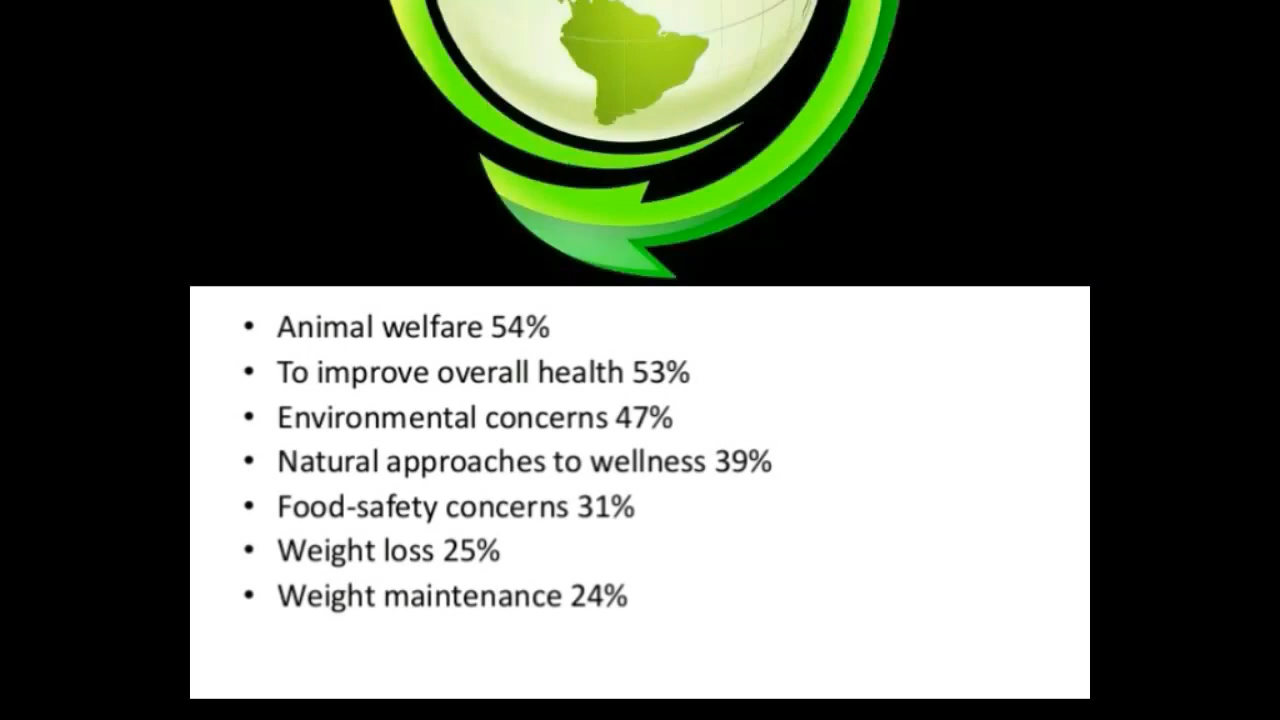 • Animal welfare 54%
• To improve overall health 53%
• Environmental concerns 47%
• Natural approaches to wellness 39%
• Food-safety concerns 31%
• Weight loss 25%
• Weight maintenance 24%